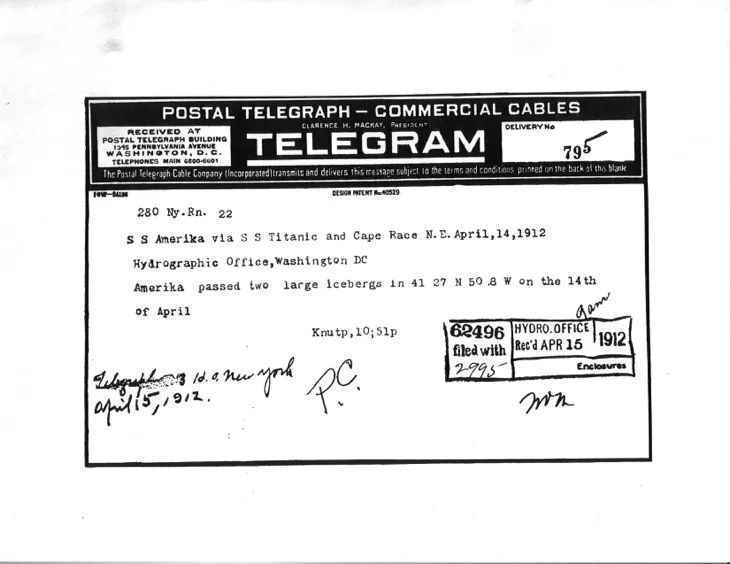 POSTAL TELEGRAPH — COMMERCIAL CABLES
CLARENCE H. MACKAY, PRESIDENT
RECEIVED AT
POSTAL TELEGRAPH BUILDING
1345 PENNSYLVANIA AVENUE
WASHINGTON, D.C.
TELEPHONES MAIN 6600-6601
TELEGRAM
DELIVERY No
795
The Postal Telegraph Cable Company (Incorporated) transmits and delivers this message subject to the terms and conditions printed on the back of this blank
DESIGN PATENT No. 40529
280 Ny.Rn. 22
S S Amerika via S S Titanic and Cape Race N.E. April,14,1912
Hydrographic Office,Washington DC
Amerika passed two large icebergs in 41 27 N 50.8 W on the 14th
of April
Knutp,10;51p
62496
filed with
2995
HYDRO. OFFICE
Rec'd APR 15
1912
Enclosures
New York
April 15, 1912.
P.C.